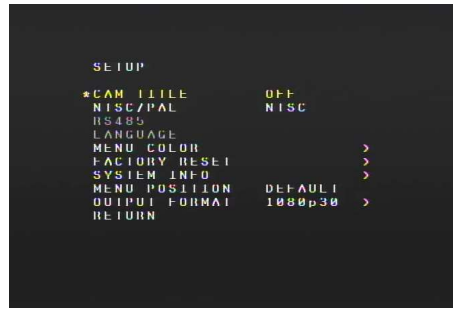 SETUP
*CAM TITLE OFF
NTSC/PAL NTSC
RS485
LANGUAGE
MENU COLOR >
FACTORY RESET >
SYSTEM INFO >
MENU POSITION DEFAULT
OUTPUT FORMAT 1080p30 >
RETURN